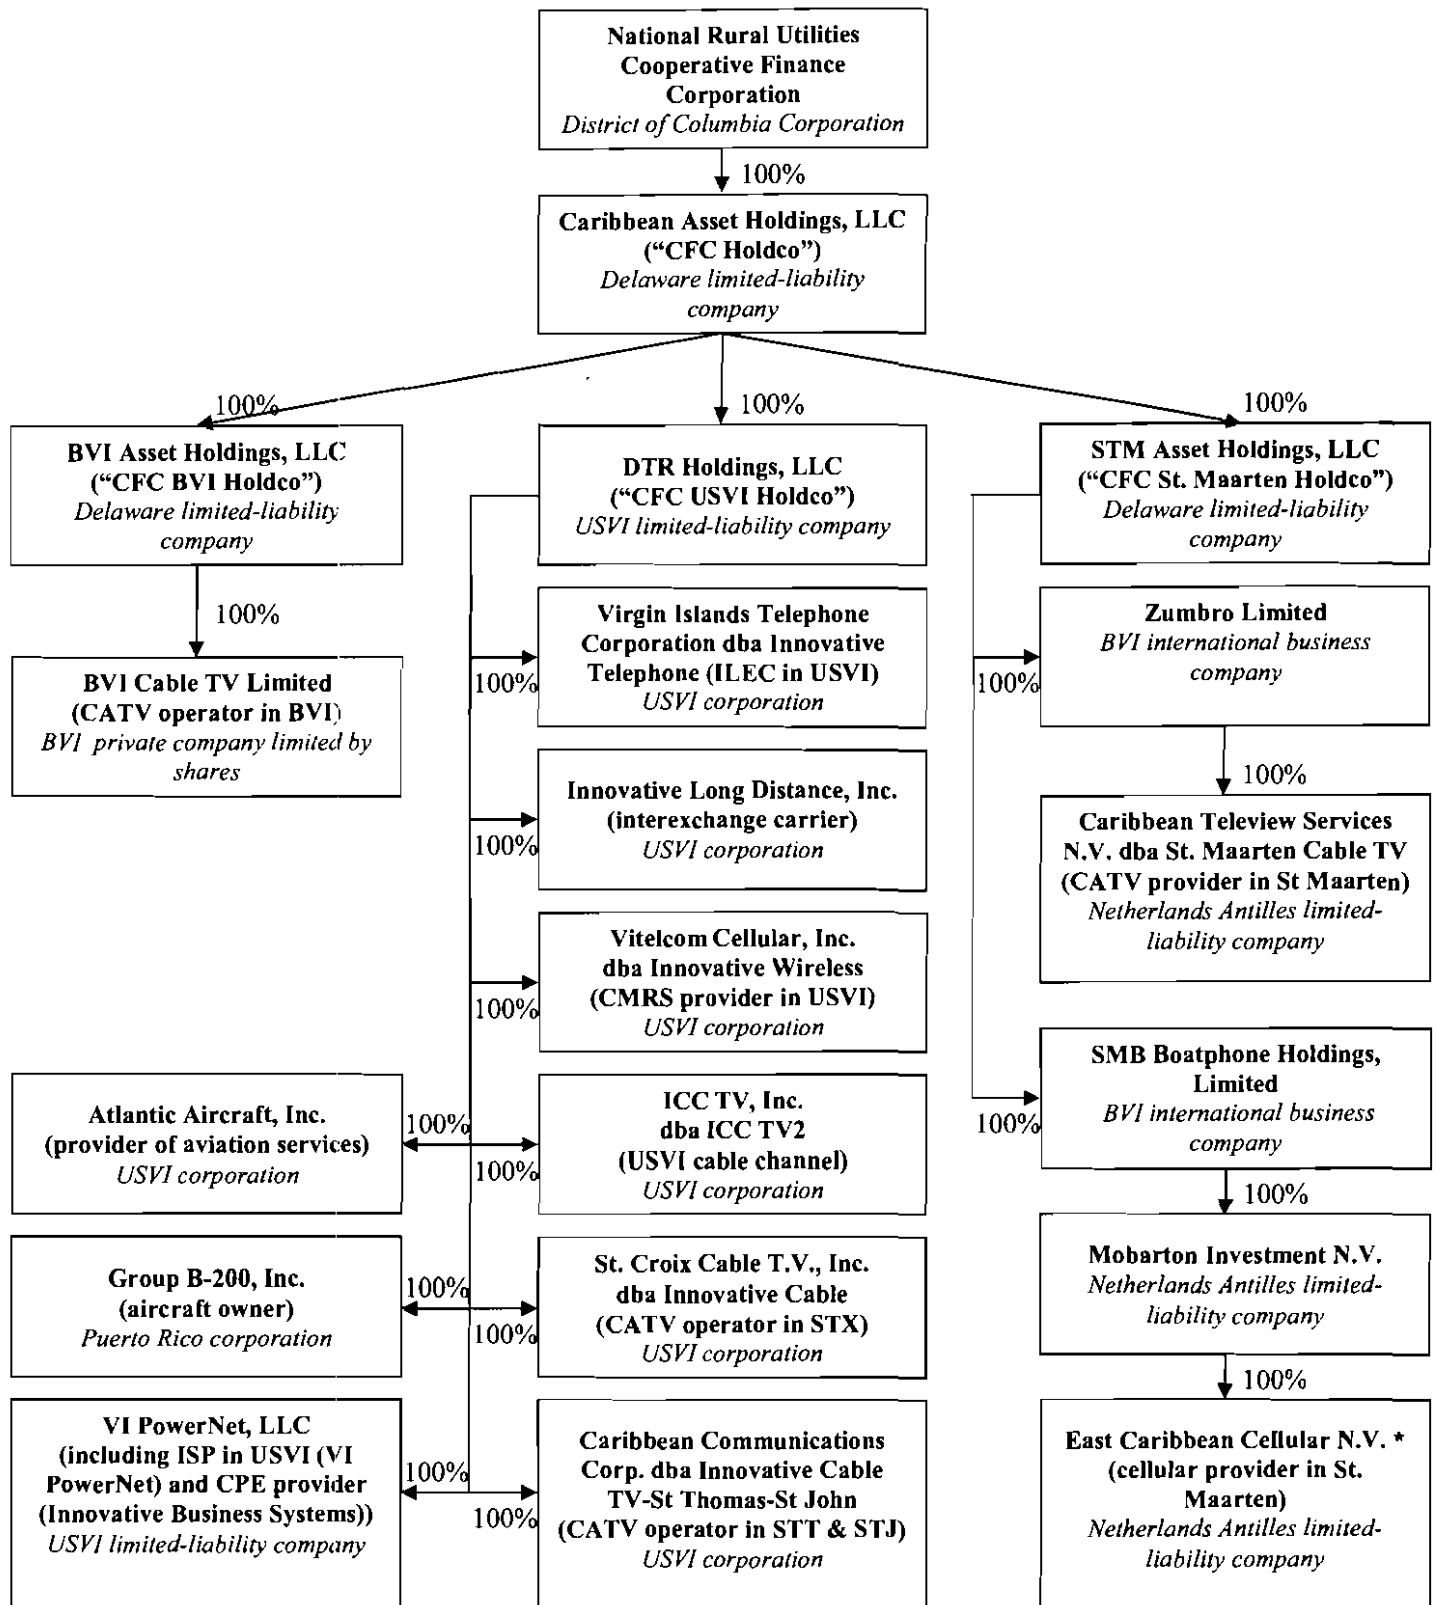 National Rural Utilities
Cooperative Finance
Corporation
District of Columbia Corporation
100%
Caribbean Asset Holdings, LLC
(“CFC Holdco”)
Delaware limited-liability
company
100%
100%
100%
BVI Asset Holdings, LLC
(“CFC BVI Holdco”)
Delaware limited-liability
company
DTR Holdings, LLC
(“CFC USVI Holdco”)
USVI limited-liability company
STM Asset Holdings, LLC
(“CFC St. Maarten Holdco”)
Delaware limited-liability
company
100%
BVI Cable TV Limited
(CATV operator in BVI)
BVI private company limited by
shares
100%
Virgin Islands Telephone
Corporation dba Innovative
Telephone (ILEC in USVI)
USVI corporation
100%
Zumbro Limited
BVI international business
company
100%
Caribbean Teleview Services
N.V. dba St. Maarten Cable TV
(CATV provider in St Maarten)
Netherlands Antilles limited-
liability company
100%
Innovative Long Distance, Inc.
(interexchange carrier)
USVI corporation
100%
Vitelcom Cellular, Inc.
dba Innovative Wireless
(CMRS provider in USVI)
USVI corporation
100%
SMB Boatphone Holdings,
Limited
BVI international business
company
Atlantic Aircraft, Inc.
(provider of aviation services)
USVI corporation
100%
100%
ICC TV, Inc.
dba ICC TV2
(USVI cable channel)
USVI corporation
100%
Mobarton Investment N.V.
Netherlands Antilles limited-
liability company
Group B-200, Inc.
(aircraft owner)
Puerto Rico corporation
100%
100%
St. Croix Cable T.V., Inc.
dba Innovative Cable
(CATV operator in STX)
USVI corporation
100%
VI PowerNet, LLC
(including ISP in USVI (VI
PowerNet) and CPE provider
(Innovative Business Systems))
USVI limited-liability company
100%
100%
Caribbean Communications
Corp. dba Innovative Cable
TV-St Thomas-St John
(CATV operator in STT & STJ)
USVI corporation
East Caribbean Cellular N.V. *
(cellular provider in St.
Maarten)
Netherlands Antilles limited-
liability company